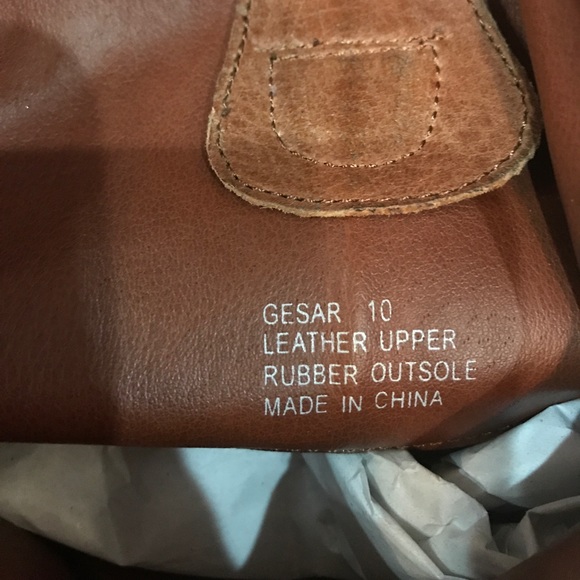 GESAR 10
LEATHER UPPER
RUBBER OUTSOLE
MADE IN CHINA